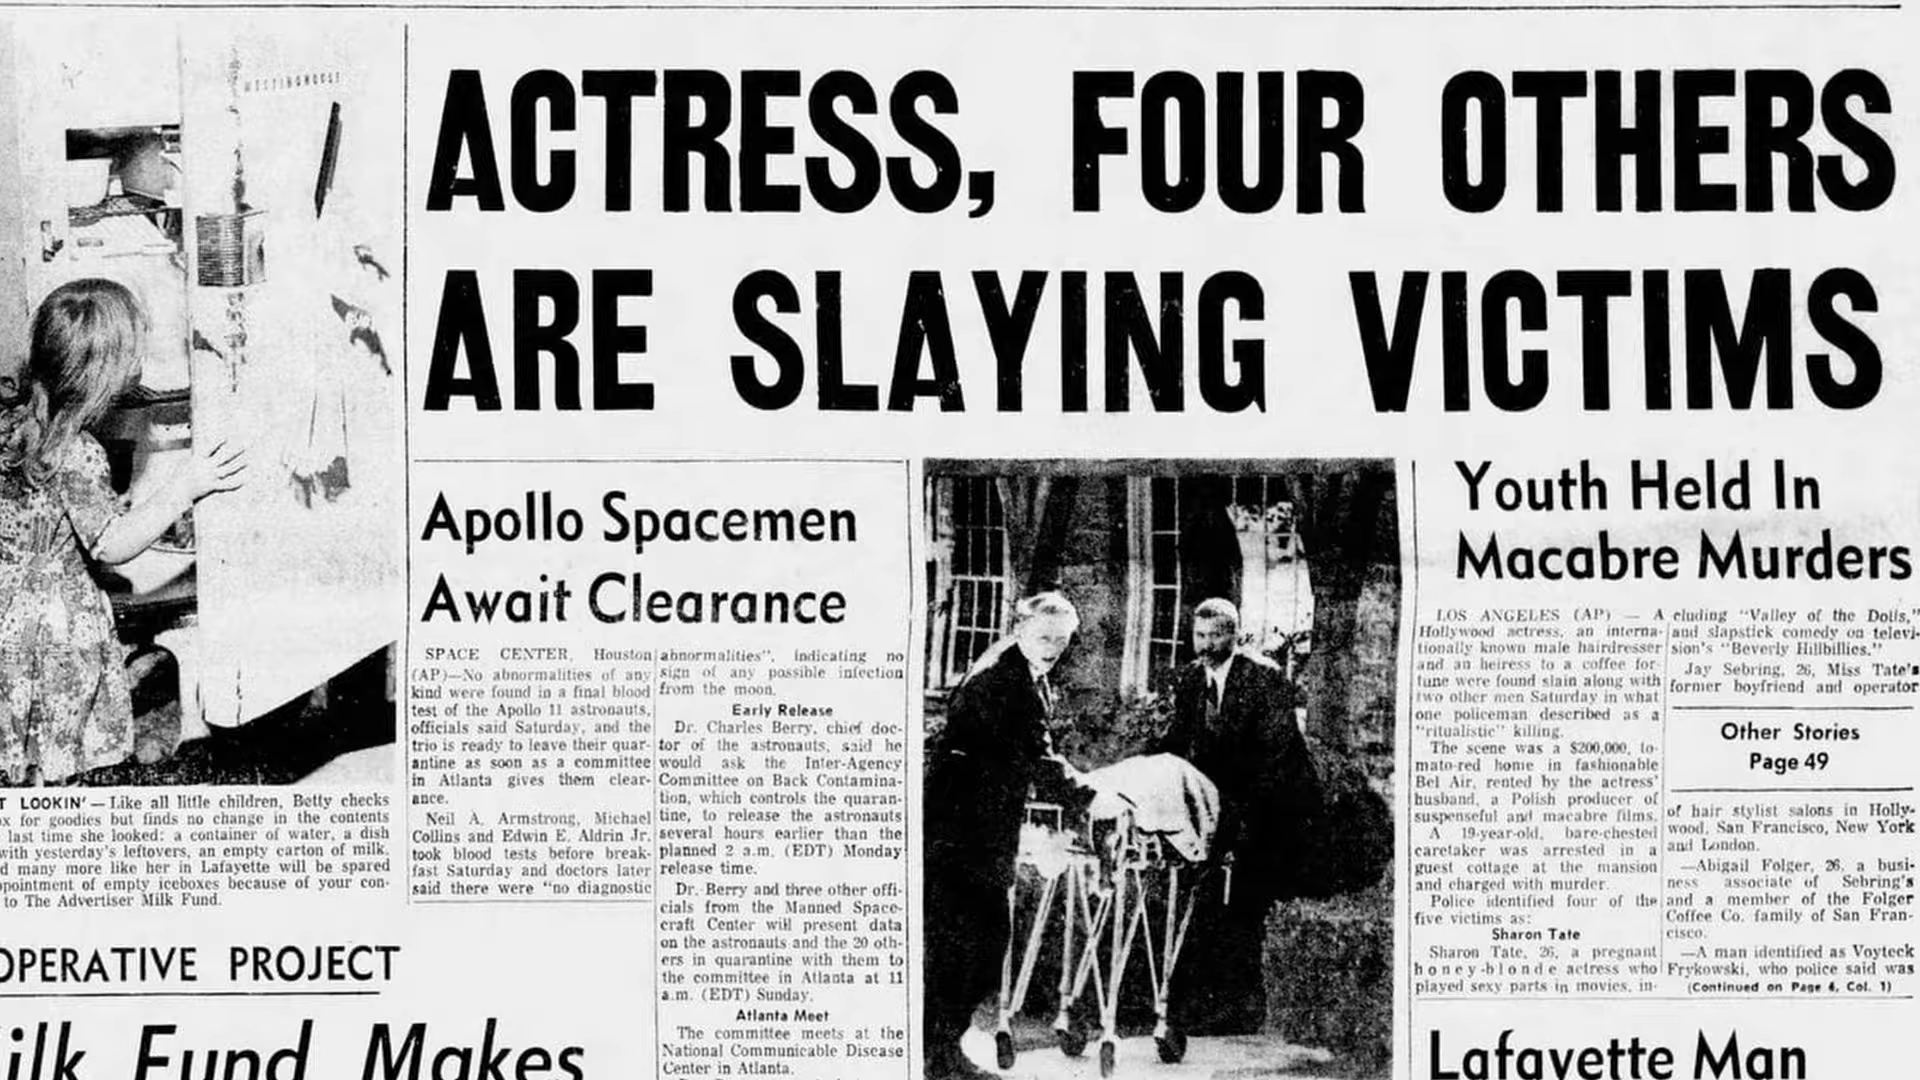 WESTINGHOUSE
ACTRESS, FOUR OTHERS
ARE SLAYING VICTIMS
T LOOKIN'—Like all little children, Betty checks
x for goodies but finds no change in the contents
last time she looked: a container of water, a dish
with yesterday's leftovers, an empty carton of milk.
d many more like her in Lafayette will be spared
ppointment of empty iceboxes because of your con-
to The Advertiser Milk Fund.
OPERATIVE PROJECT
ilk Fund Makes
Apollo Spacemen
Await Clearance
SPACE CENTER, Houston
(AP)—No abnormalities of any
kind were found in a final blood
test of the Apollo 11 astronauts,
officials said Saturday, and the
trio is ready to leave their quar-
antine as soon as a committee
in Atlanta gives them clear-
ance.
Neil A. Armstrong, Michael
Collins and Edwin E. Aldrin Jr.
took blood tests before break-
fast Saturday and doctors later
said there were "no diagnostic
abnormalities", indicating no
sign of any possible infection
from the moon.
Early Release
Dr. Charles Berry, chief doc-
tor of the astronauts, said he
would ask the Inter-Agency
Committee on Back Contamina-
tion, which controls the quaran-
tine, to release the astronauts
several hours earlier than the
planned 2 a.m. (EDT) Monday
release time.
Dr. Berry and three other offi-
cials from the Manned Space-
craft Center will present data
on the astronauts and the 20 oth-
ers in quarantine with them to
the committee in Atlanta at 11
a.m. (EDT) Sunday.
Atlanta Meet
The committee meets at the
National Communicable Disease
Center in Atlanta.
Youth Held In
Macabre Murders
LOS ANGELES (AP) — A
Hollywood actress, an interna-
tionally known male hairdresser
and an heiress to a coffee for-
tune were found slain along with
two other men Saturday in what
one policeman described as a
"ritualistic" killing.
The scene was a $200,000, to-
mato-red home in fashionable
Bel Air, rented by the actress'
husband, a Polish producer of
suspenseful and macabre films.
A 19-year-old, bare-chested
caretaker was arrested in a
guest cottage at the mansion
and charged with murder.
Police identified four of the
five victims as:
Sharon Tate
Sharon Tate, 26, a pregnant
honey-blonde actress who
played sexy parts in movies, in-
cluding "Valley of the Dolls,"
and slapstick comedy on televi-
sion's "Beverly Hillbillies."
Jay Sebring, 26, Miss Tate's
former boyfriend and operator
Other Stories
Page 49
of hair stylist salons in Holly-
wood, San Francisco, New York
and London.
—Abigail Folger, 26, a busi-
ness associate of Sebring's
and a member of the Folger
Coffee Co. family of San Fran-
cisco.
—A man identified as Voyteck
Frykowski, who police said was
(Continued on Page 4, Col. 1)
Lafayette Man